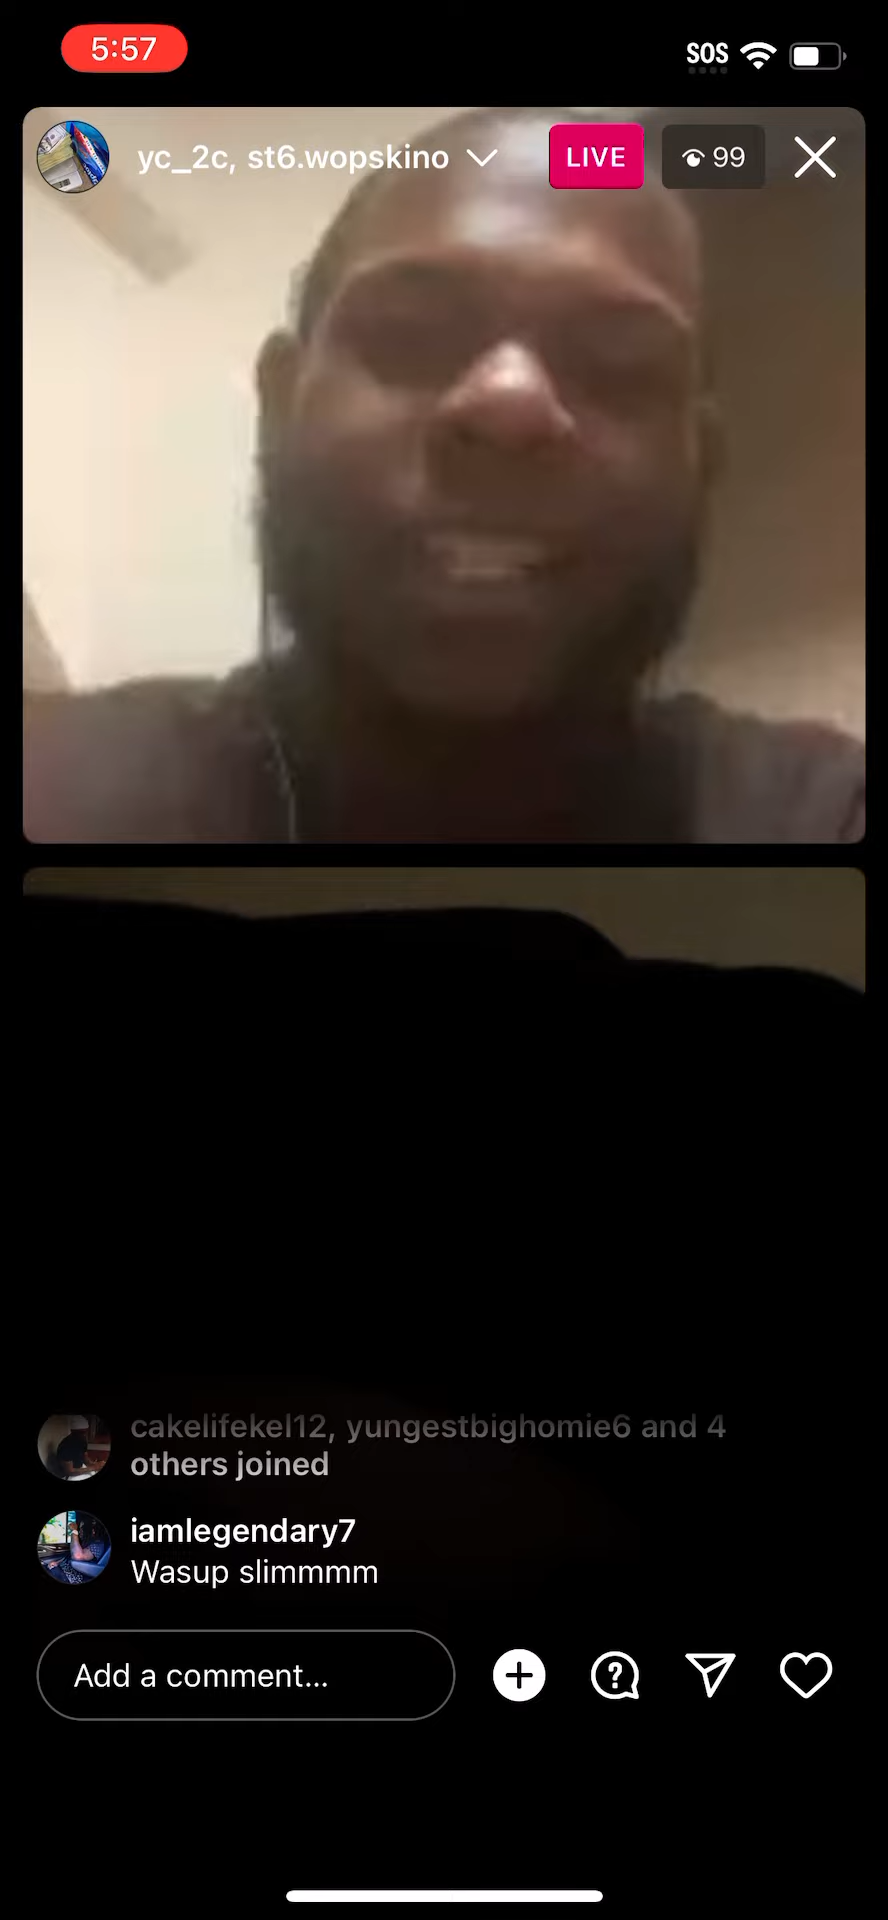 5:57
SOS
yc_2c, st6.wopskino
LIVE
99
cakelifekel12, yungestbighomie6 and 4
others joined
iamlegendary7
Wasup slimmmm
Add a comment...